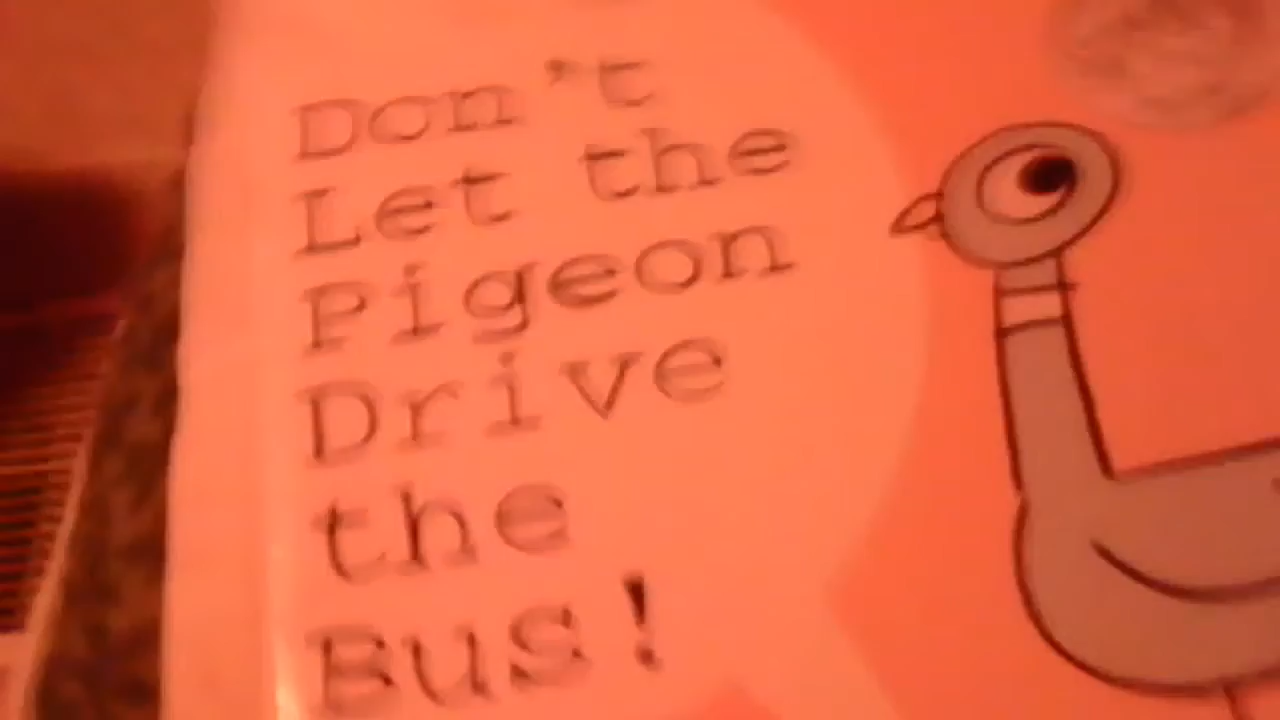 Don't
Let the
Pigeon
Drive
the
Bus!